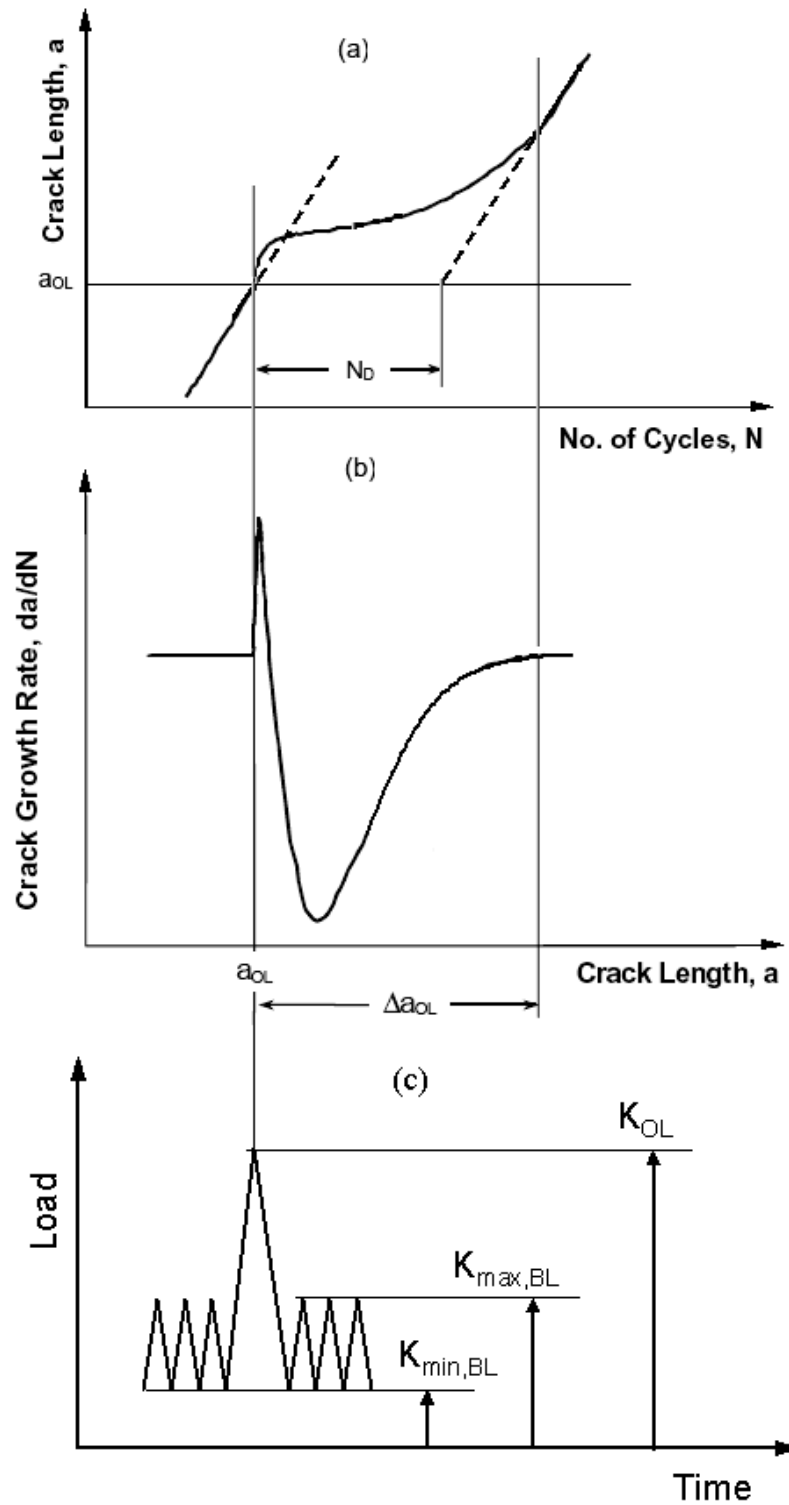 (a)
Crack Length, a
aOL
ND
No. of Cycles, N
(b)
Crack Growth Rate, da/dN
aOL
Crack Length, a
ΔaOL
(c)
KOL
Load
Kmax,BL
Kmin,BL
Time